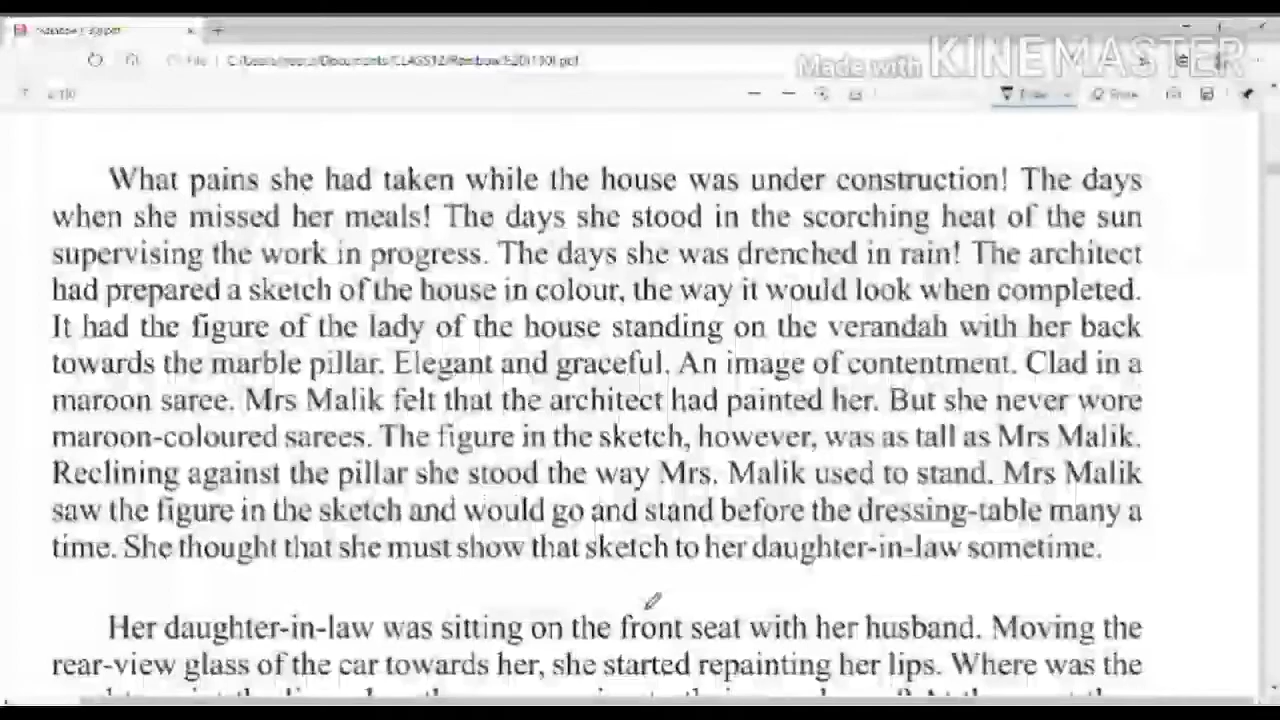 Made with KINEMASTER
What pains she had taken while the house was under construction! The days
when she missed her meals! The days she stood in the scorching heat of the sun
supervising the work in progress. The days she was drenched in rain! The architect
had prepared a sketch of the house in colour, the way it would look when completed.
It had the figure of the lady of the house standing on the verandah with her back
towards the marble pillar. Elegant and graceful. An image of contentment. Clad in a
maroon saree. Mrs Malik felt that the architect had painted her. But she never wore
maroon-coloured sarees. The figure in the sketch, however, was as tall as Mrs Malik.
Reclining against the pillar she stood the way Mrs. Malik used to stand. Mrs Malik
saw the figure in the sketch and would go and stand before the dressing-table many a
time. She thought that she must show that sketch to her daughter-in-law sometime.
Her daughter-in-law was sitting on the front seat with her husband. Moving the
rear-view glass of the car towards her, she started repainting her lips. Where was the